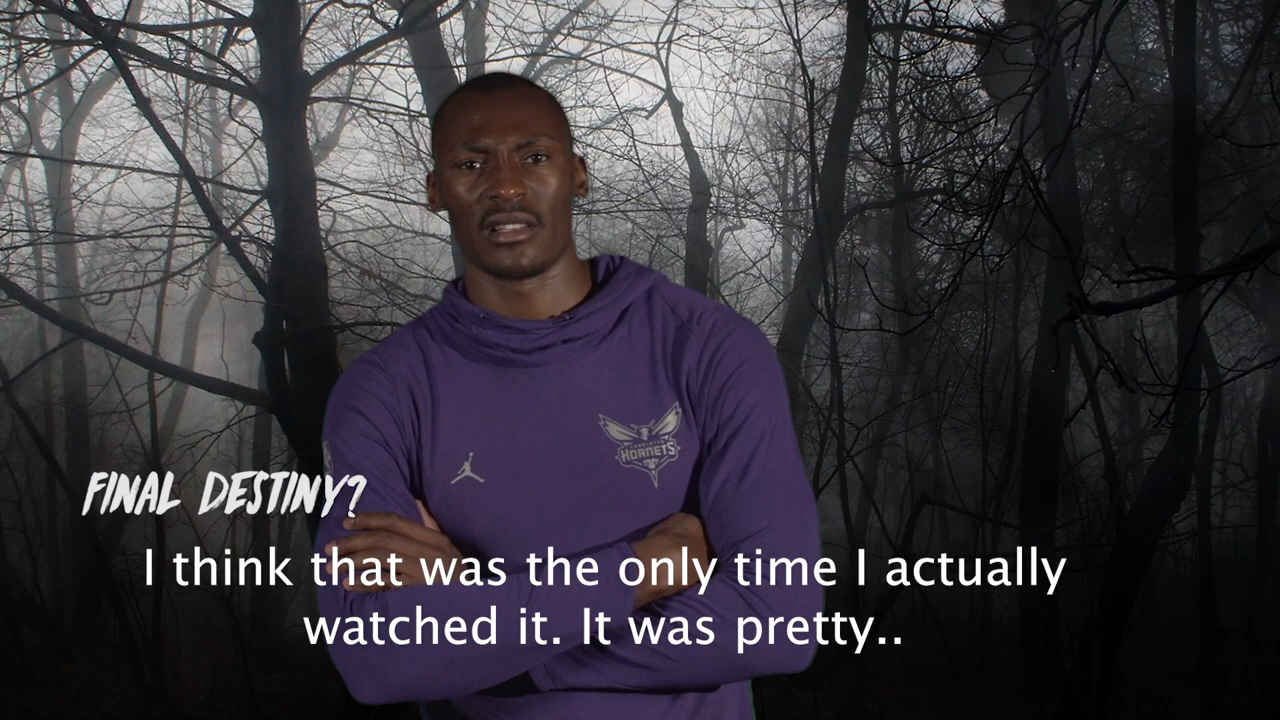 HORNETS
FINAL DESTINY?
I think that was the only time I actually
watched it. It was pretty..